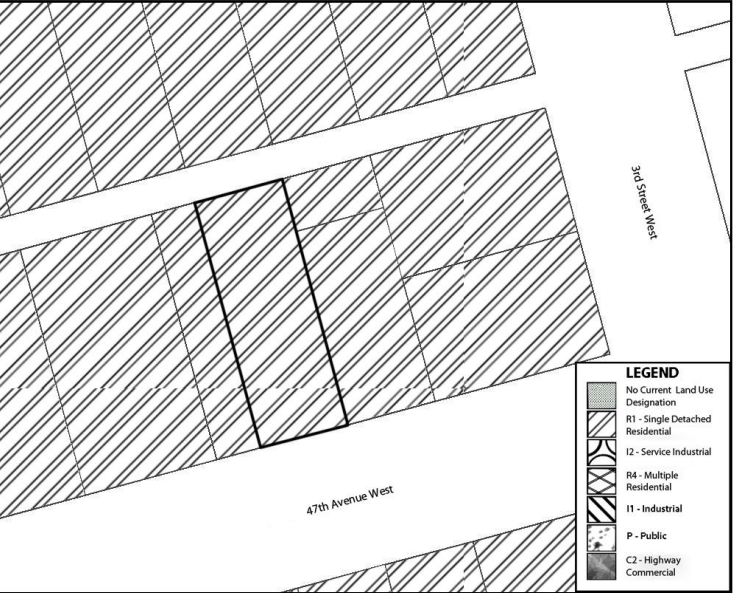 3rd Street West
47th Avenue West
LEGEND
No Current Land Use
Designation
R1 - Single Detached
Residential
I2 - Service Industrial
R4 - Multiple
Residential
I1 - Industrial
P - Public
C2 - Highway
Commercial